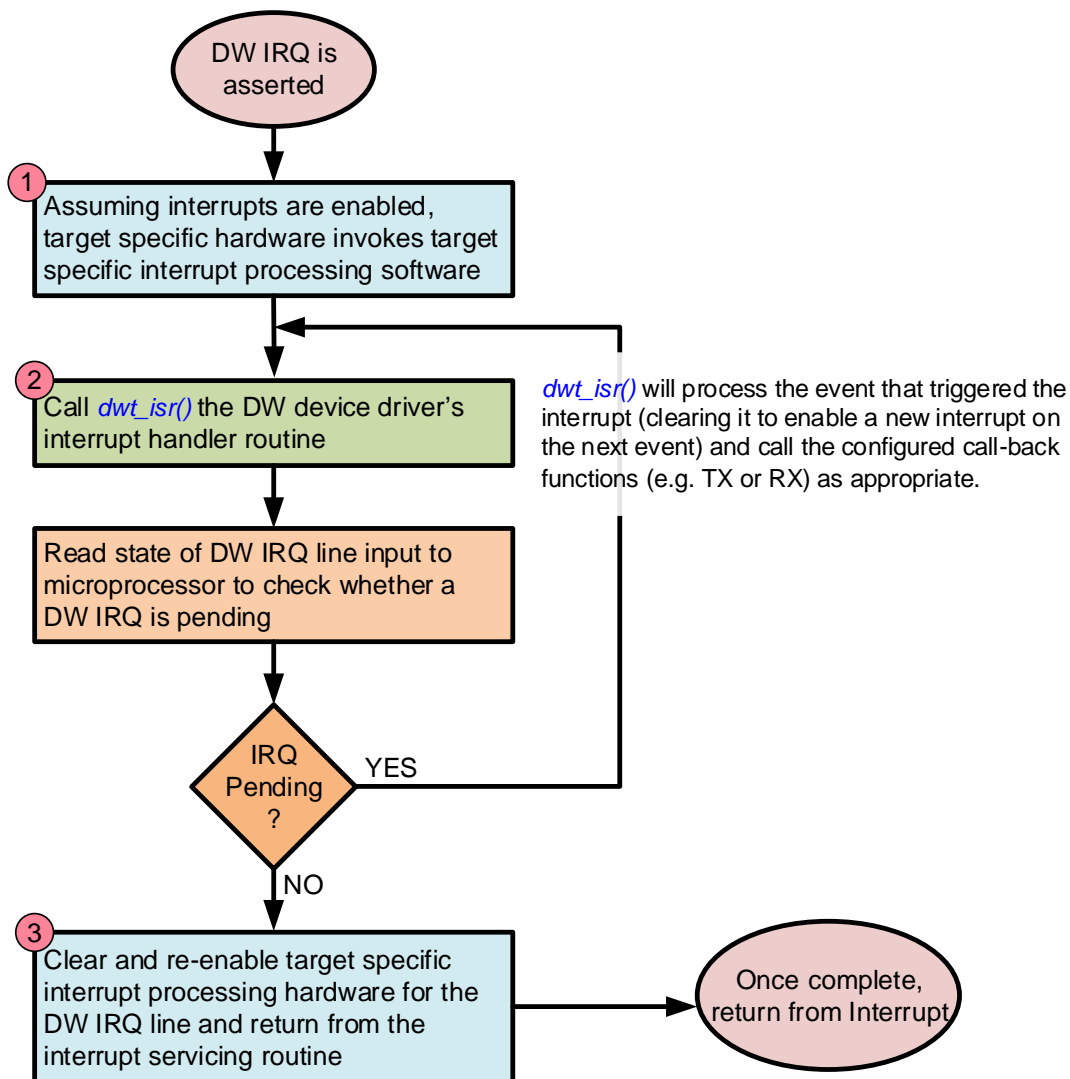 DW IRQ is
asserted
1
Assuming interrupts are enabled,
target specific hardware invokes target
specific interrupt processing software
2
Call dwt_isr() the DW device driver’s
interrupt handler routine
dwt_isr() will process the event that triggered the
interrupt (clearing it to enable a new interrupt on
the next event) and call the configured call-back
functions (e.g. TX or RX) as appropriate.
Read state of DW IRQ line input to
microprocessor to check whether a
DW IRQ is pending
IRQ
Pending
?
YES
NO
3
Clear and re-enable target specific
interrupt processing hardware for the
DW IRQ line and return from the
interrupt servicing routine
Once complete,
return from Interrupt